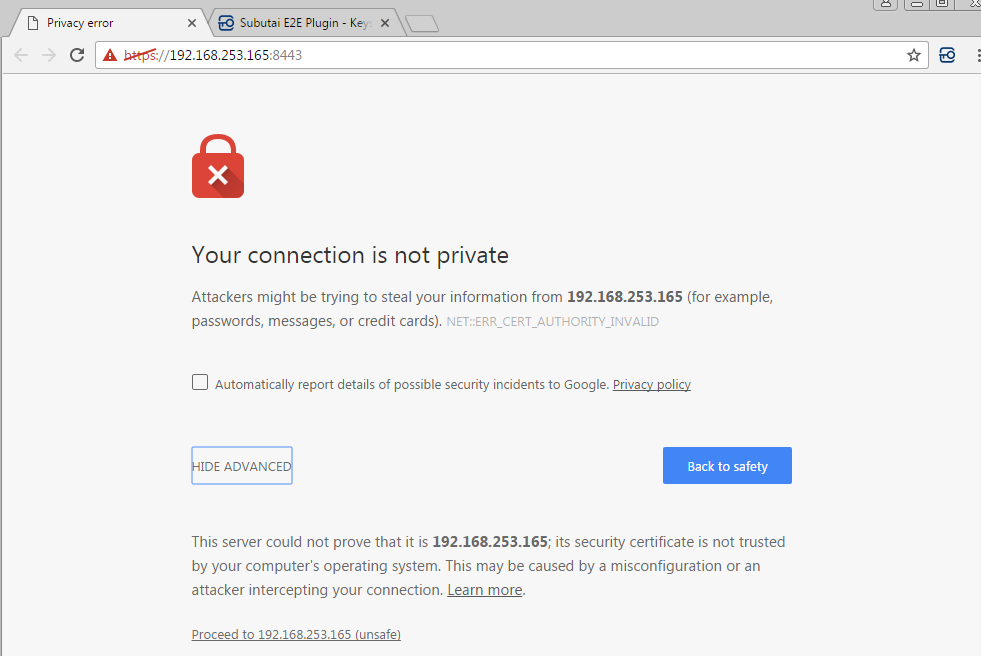 Privacy error
Subutai E2E Plugin - Key
https://192.168.253.165:8443
Your connection is not private
Attackers might be trying to steal your information from 192.168.253.165 (for example,
passwords, messages, or credit cards). NET::ERR_CERT_AUTHORITY_INVALID
Automatically report details of possible security incidents to Google. Privacy policy
HIDE ADVANCED
Back to safety
This server could not prove that it is 192.168.253.165; its security certificate is not trusted
by your computer's operating system. This may be caused by a misconfiguration or an
attacker intercepting your connection. Learn more.
Proceed to 192.168.253.165 (unsafe)